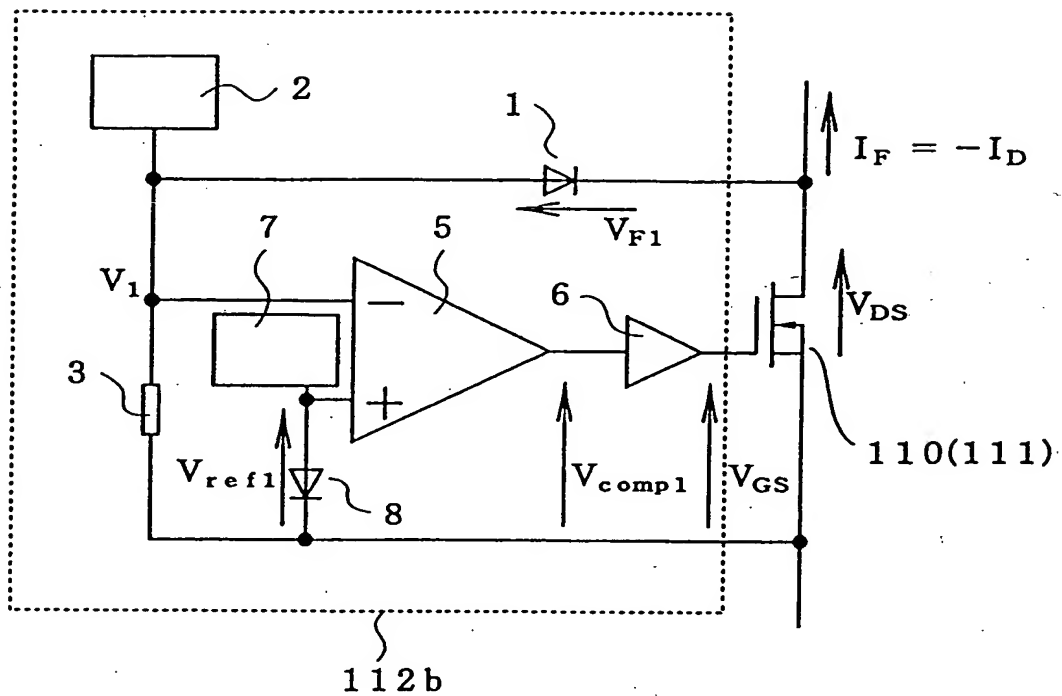 2
1
I_F = −I_D
V_F1
7
5
V_1
6
V_DS
−
3
+
110(111)
V_ref1
V_comp1
V_GS
8
112b